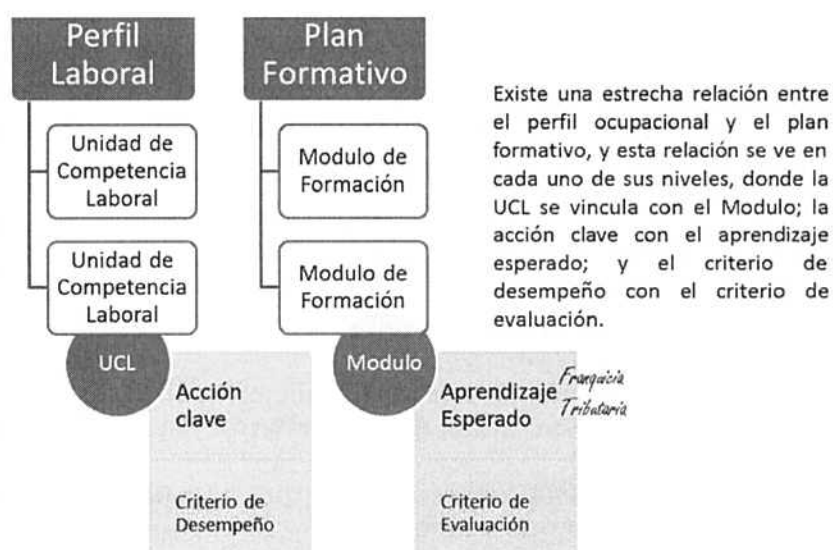 Perfil
Laboral
Unidad de
Competencia
Laboral
Unidad de
Competencia
Laboral
UCL
Acción
clave
Criterio de
Desempeño
Plan
Formativo
Modulo de
Formación
Modulo de
Formación
Modulo
Aprendizaje
Esperado
Franquicia
Tributaria
Criterio de
Evaluación
Existe una estrecha relación entre
el perfil ocupacional y el plan
formativo, y esta relación se ve en
cada uno de sus niveles, donde la
UCL se vincula con el Modulo; la
acción clave con el aprendizaje
esperado; y el criterio de
desempeño con el criterio de
evaluación.